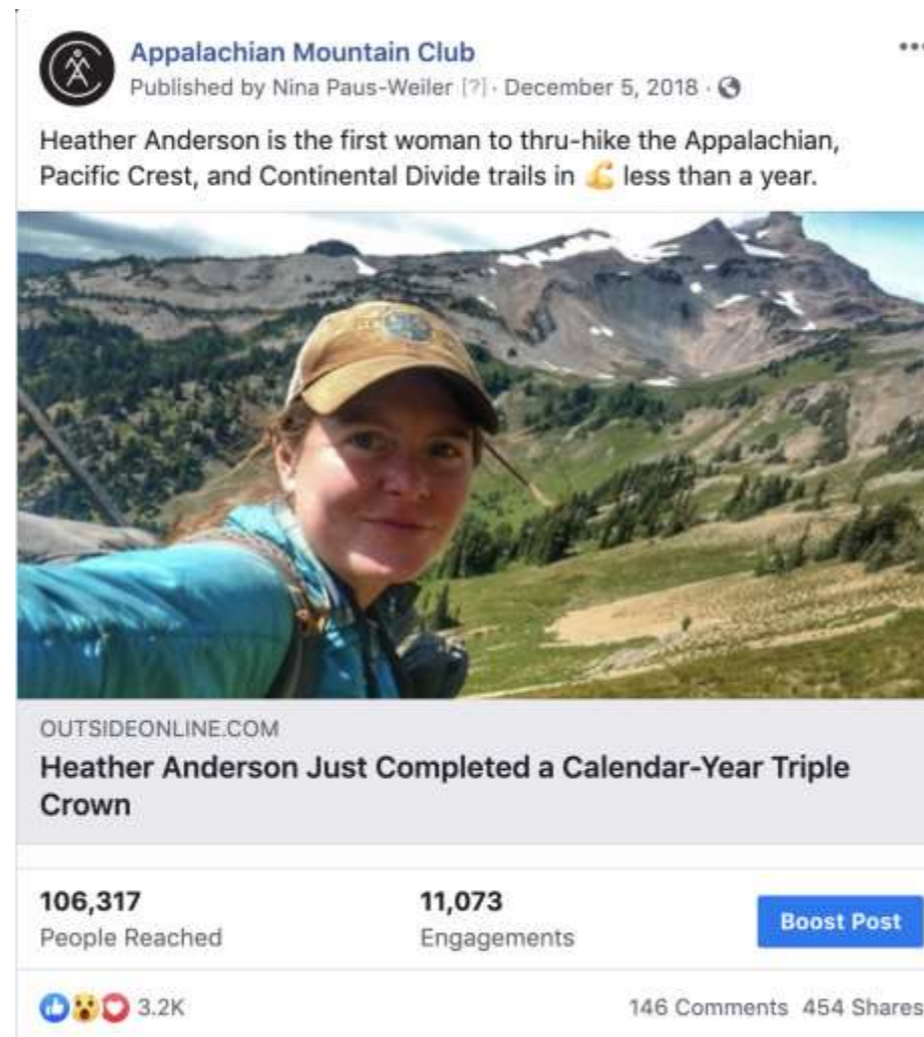 Appalachian Mountain Club
Published by Nina Paus-Weiler [?] · December 5, 2018 ·
Heather Anderson is the first woman to thru-hike the Appalachian,
Pacific Crest, and Continental Divide trails in 💪 less than a year.
OUTSIDEONLINE.COM
Heather Anderson Just Completed a Calendar-Year Triple
Crown
106,317 11,073 Boost Post
People Reached Engagements
3.2K 146 Comments 454 Shares